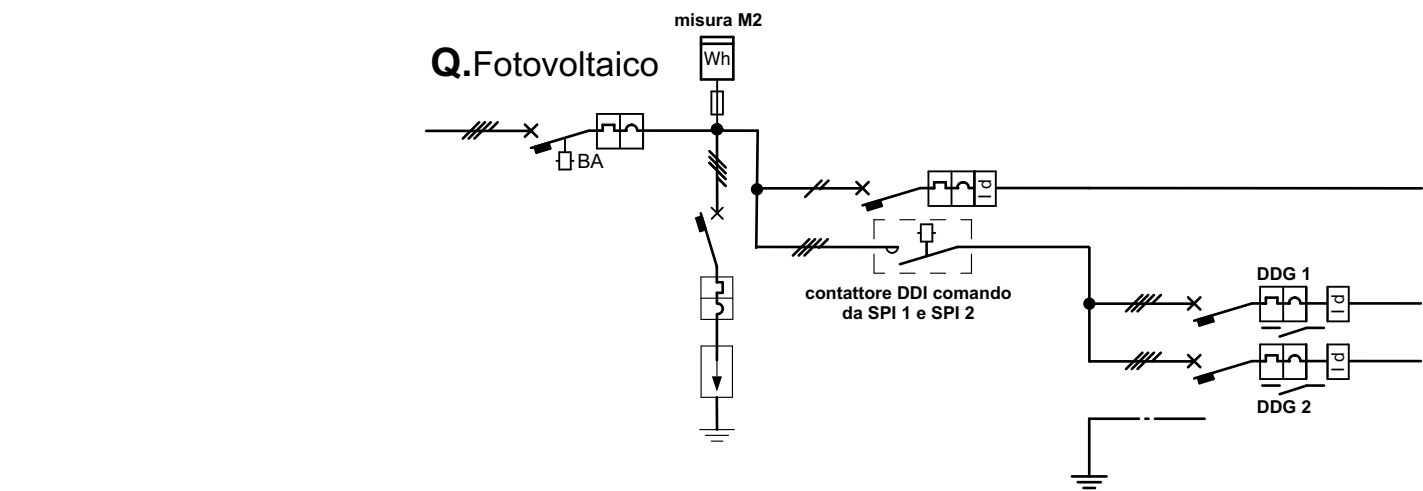 misura M2
Wh
Q.Fotovoltaico
BA
Id
contattore DDI comando
da SPI 1 e SPI 2
DDG 1
Id
Id
DDG 2